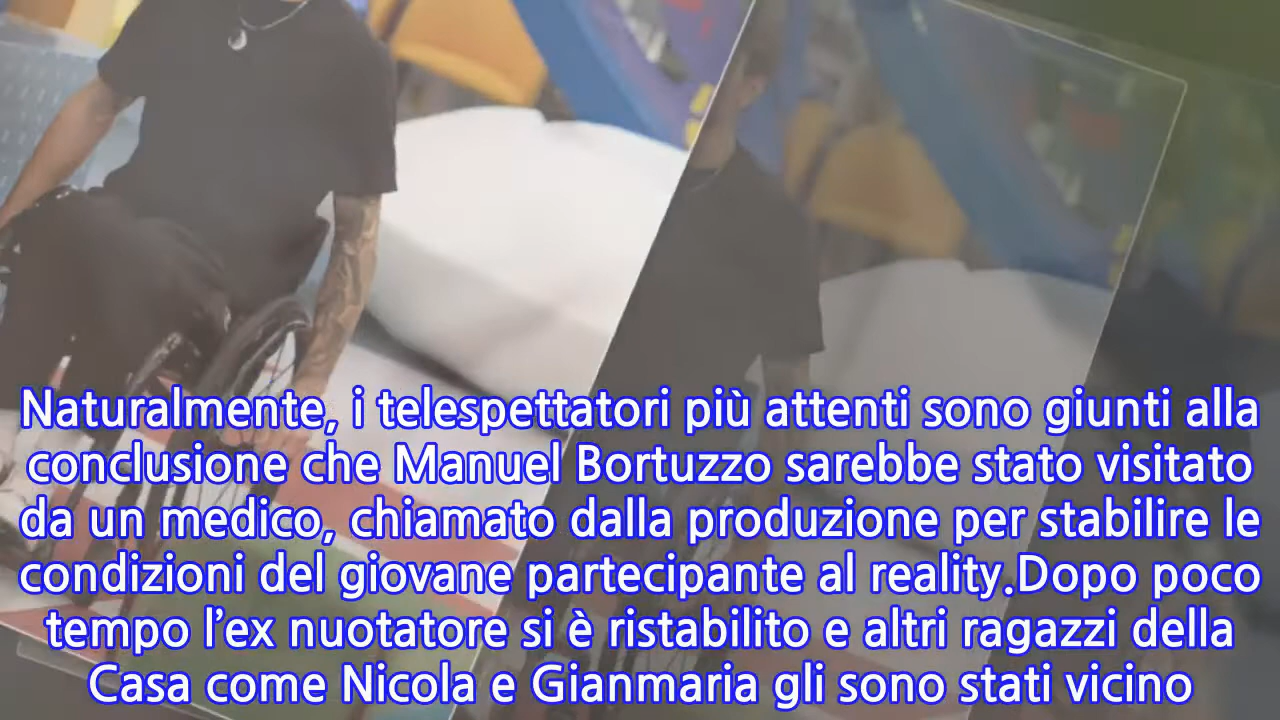 Naturalmente, i telespettatori più attenti sono giunti alla
conclusione che Manuel Bortuzzo sarebbe stato visitato
da un medico, chiamato dalla produzione per stabilire le
condizioni del giovane partecipante al reality.Dopo poco
tempo l'ex nuotatore si è ristabilito e altri ragazzi della
Casa come Nicola e Gianmaria gli sono stati vicino